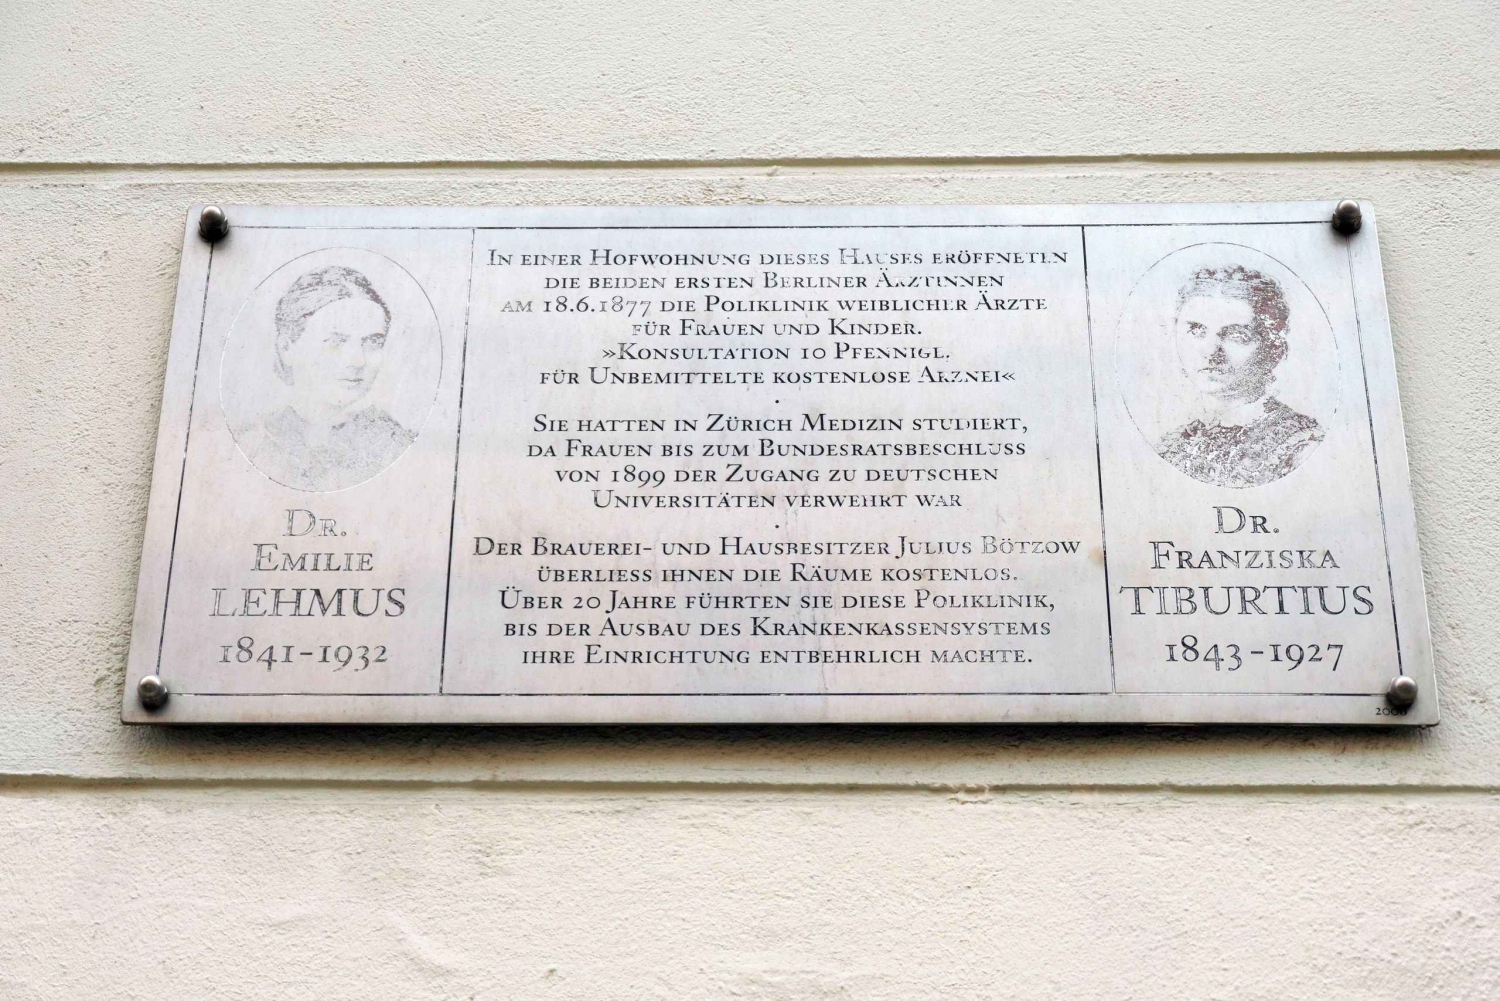 In einer Hofwohnung dieses Hauses eröffneten
die beiden ersten Berliner Ärztinnen
am 18.6.1877 die Poliklinik weiblicher Ärzte
für Frauen und Kinder.
»Konsultation 10 Pfennigl.
für Unbemittelte kostenlose Arznei«
·
Sie hatten in Zürich Medizin studiert,
da Frauen bis zum Bundesratsbeschluss
von 1899 der Zugang zu deutschen
Universitäten verwehrt war
·
Der Brauerei- und Hausbesitzer Julius Bötzow
überliess ihnen die Räume kostenlos.
Über 20 Jahre führten sie diese Poliklinik,
bis der Ausbau des Krankenkassensystems
ihre Einrichtung entbehrlich machte.
Dr.
Emilie
LEHMUS
1841-1932
Dr.
Franziska
TIBURTIUS
1843-1927